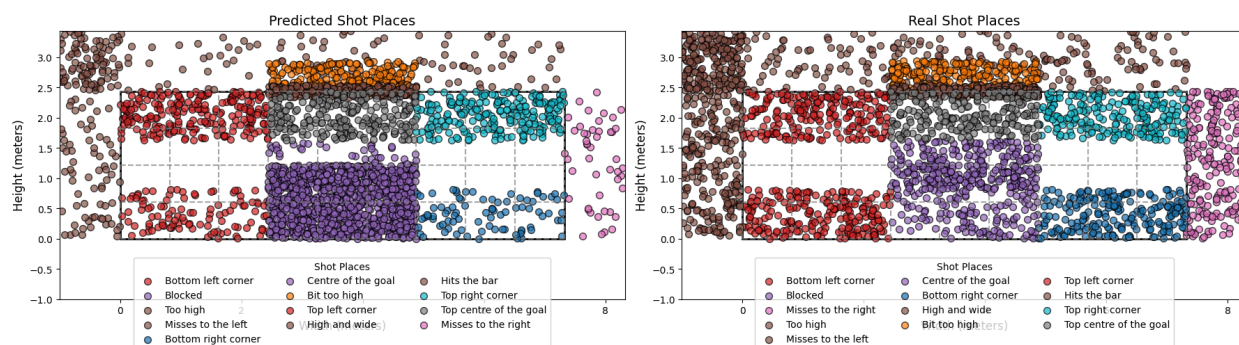 Predicted Shot Places
Height (meters)
3.0
2.5
2.0
1.5
1.0
0.5
0.0
−0.5
−1.0
0
2
8
Shot Places
Bottom left corner
Blocked
Too high
Misses to the left
Bottom right corner
Centre of the goal
Bit too high
Top left corner
High and wide
Hits the bar
Top right corner
Top centre of the goal
Misses to the right
Real Shot Places
Height (meters)
3.0
2.5
2.0
1.5
1.0
0.5
0.0
−0.5
−1.0
0
8
Shot Places
Bottom left corner
Blocked
Misses to the right
Too high
Misses to the left
Centre of the goal
Bottom right corner
High and wide
Bit too high
Top left corner
Hits the bar
Top right corner
Top centre of the goal